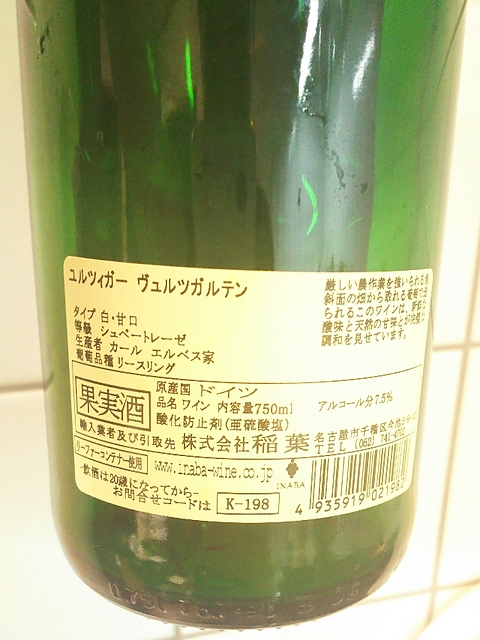 ユルツィガー ヴュルツガルテン
厳しい農作業を強いられる
斜面の畑から取れる葡萄で
られるこのワインは、新鮮な
酸味と天然の甘味と
調和を見せています。
タイプ 白・甘口
等級 シュペートレーゼ
生産者 カール エルベス家
葡萄品種 リースリング
果実酒
原産国 ドイツ
品名 ワイン 内容量750ml アルコール分7.5%
酸化防止剤(亜硫酸塩)
輸入業者及び引取先 株式会社 稲葉 名古屋市千種区今池
TEL (052) 741-
リーファーコンテナー使用 www.inaba-wine.co.jp INABA
-飲酒は20歳になってから-
お問合せコードは K-198
4 935919 021982